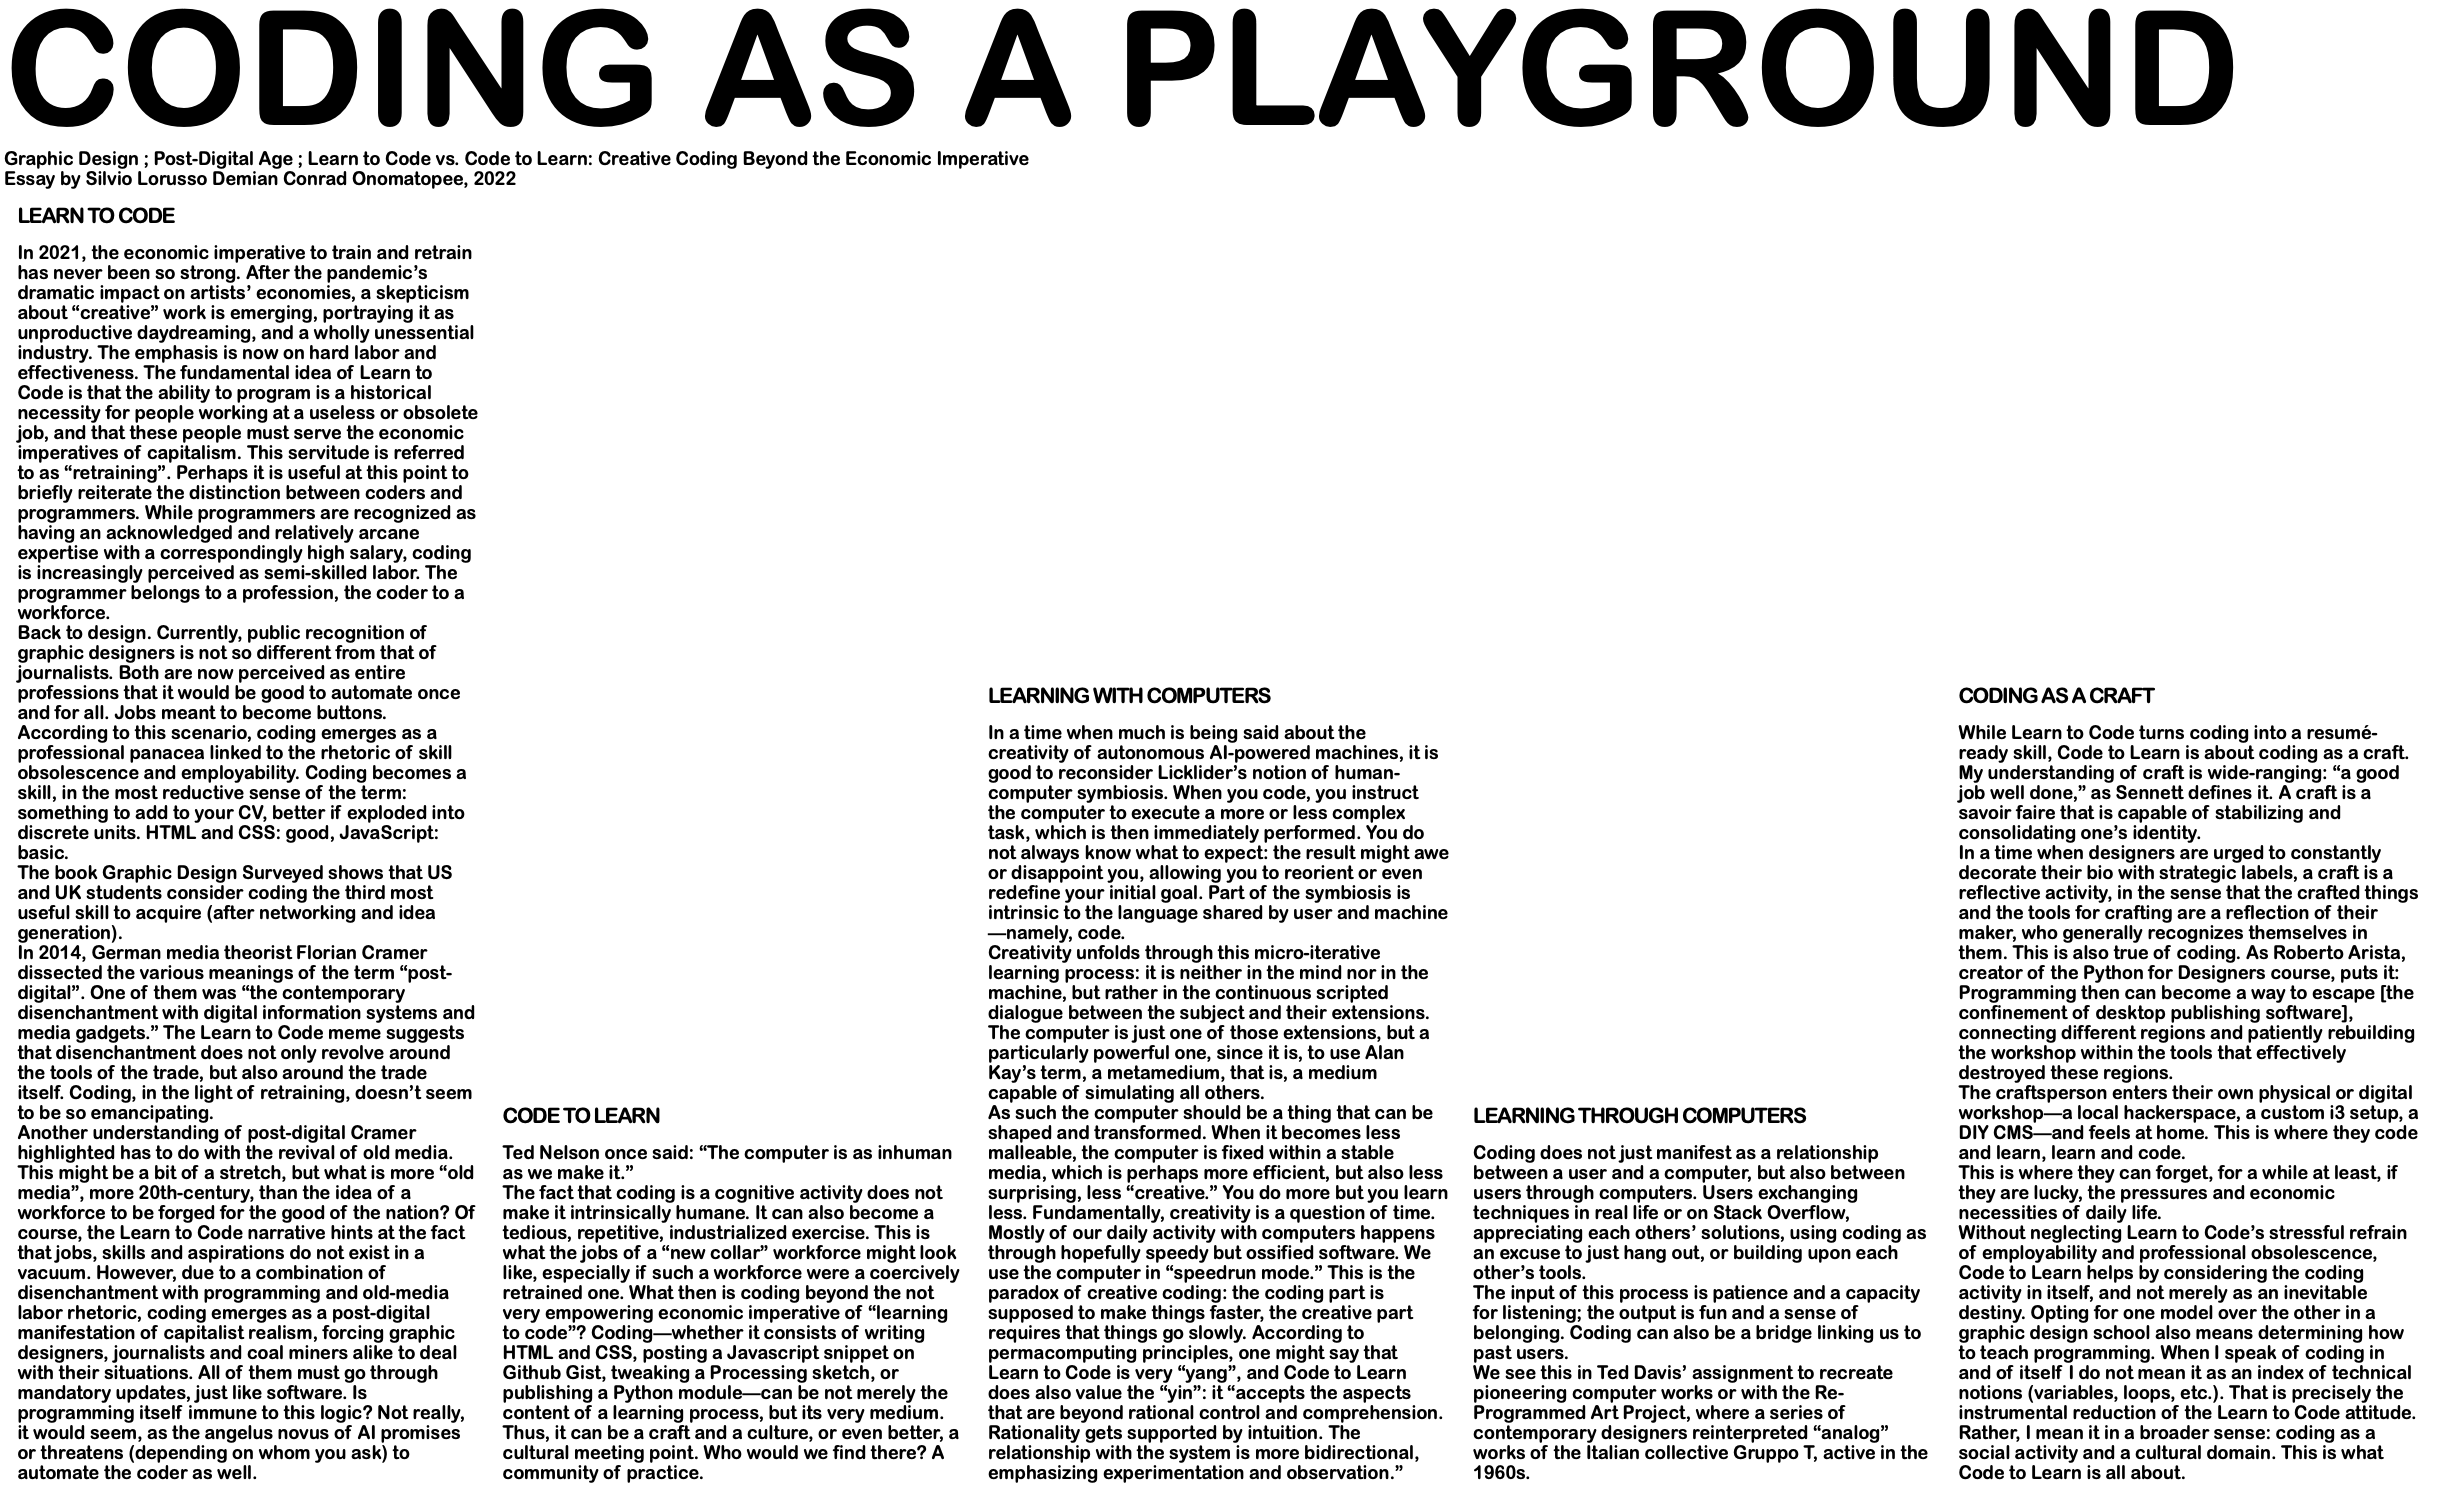 CODING AS A PLAYGROUND
Graphic Design ; Post-Digital Age ; Learn to Code vs. Code to Learn: Creative Coding Beyond the Economic Imperative
Essay by Silvio Lorusso Demian Conrad Onomatopee, 2022
LEARN TO CODE
In 2021, the economic imperative to train and retrain
has never been so strong. After the pandemic’s
dramatic impact on artists’ economies, a skepticism
about “creative” work is emerging, portraying it as
unproductive daydreaming, and a wholly unessential
industry. The emphasis is now on hard labor and
effectiveness. The fundamental idea of Learn to
Code is that the ability to program is a historical
necessity for people working at a useless or obsolete
job, and that these people must serve the economic
imperatives of capitalism. This servitude is referred
to as “retraining”. Perhaps it is useful at this point to
briefly reiterate the distinction between coders and
programmers. While programmers are recognized as
having an acknowledged and relatively arcane
expertise with a correspondingly high salary, coding
is increasingly perceived as semi-skilled labor. The
programmer belongs to a profession, the coder to a
workforce.
Back to design. Currently, public recognition of
graphic designers is not so different from that of
journalists. Both are now perceived as entire
professions that it would be good to automate once
and for all. Jobs meant to become buttons.
According to this scenario, coding emerges as a
professional panacea linked to the rhetoric of skill
obsolescence and employability. Coding becomes a
skill, in the most reductive sense of the term:
something to add to your CV, better if exploded into
discrete units. HTML and CSS: good, JavaScript:
basic.
The book Graphic Design Surveyed shows that US
and UK students consider coding the third most
useful skill to acquire (after networking and idea
generation).
In 2014, German media theorist Florian Cramer
dissected the various meanings of the term “post-
digital”. One of them was “the contemporary
disenchantment with digital information systems and
media gadgets.” The Learn to Code meme suggests
that disenchantment does not only revolve around
the tools of the trade, but also around the trade
itself. Coding, in the light of retraining, doesn’t seem
to be so emancipating.
Another understanding of post-digital Cramer
highlighted has to do with the revival of old media.
This might be a bit of a stretch, but what is more “old
media”, more 20th-century, than the idea of a
workforce to be forged for the good of the nation? Of
course, the Learn to Code narrative hints at the fact
that jobs, skills and aspirations do not exist in a
vacuum. However, due to a combination of
disenchantment with programming and old-media
labor rhetoric, coding emerges as a post-digital
manifestation of capitalist realism, forcing graphic
designers, journalists and coal miners alike to deal
with their situations. All of them must go through
mandatory updates, just like software. Is
programming itself immune to this logic? Not really,
it would seem, as the angelus novus of AI promises
or threatens (depending on whom you ask) to
automate the coder as well.
CODE TO LEARN
Ted Nelson once said: “The computer is as inhuman
as we make it.”
The fact that coding is a cognitive activity does not
make it intrinsically humane. It can also become a
tedious, repetitive, industrialized exercise. This is
what the jobs of a “new collar” workforce might look
like, especially if such a workforce were a coercively
retrained one. What then is coding beyond the not
very empowering economic imperative of “learning
to code”? Coding—whether it consists of writing
HTML and CSS, posting a Javascript snippet on
Github Gist, tweaking a Processing sketch, or
publishing a Python module—can be not merely the
content of a learning process, but its very medium.
Thus, it can be a craft and a culture, or even better, a
cultural meeting point. Who would we find there? A
community of practice.
LEARNING WITH COMPUTERS
In a time when much is being said about the
creativity of autonomous AI-powered machines, it is
good to reconsider Licklider’s notion of human-
computer symbiosis. When you code, you instruct
the computer to execute a more or less complex
task, which is then immediately performed. You do
not always know what to expect: the result might awe
or disappoint you, allowing you to reorient or even
redefine your initial goal. Part of the symbiosis is
intrinsic to the language shared by user and machine
—namely, code.
Creativity unfolds through this micro-iterative
learning process: it is neither in the mind nor in the
machine, but rather in the continuous scripted
dialogue between the subject and their extensions.
The computer is just one of those extensions, but a
particularly powerful one, since it is, to use Alan
Kay’s term, a metamedium, that is, a medium
capable of simulating all others.
As such the computer should be a thing that can be
shaped and transformed. When it becomes less
malleable, the computer is fixed within a stable
media, which is perhaps more efficient, but also less
surprising, less “creative.” You do more but you learn
less. Fundamentally, creativity is a question of time.
Mostly of our daily activity with computers happens
through hopefully speedy but ossified software. We
use the computer in “speedrun mode.” This is the
paradox of creative coding: the coding part is
supposed to make things faster, the creative part
requires that things go slowly. According to
permacomputing principles, one might say that
Learn to Code is very “yang”, and Code to Learn
does also value the “yin”: it “accepts the aspects
that are beyond rational control and comprehension.
Rationality gets supported by intuition. The
relationship with the system is more bidirectional,
emphasizing experimentation and observation.”
LEARNING THROUGH COMPUTERS
Coding does not just manifest as a relationship
between a user and a computer, but also between
users through computers. Users exchanging
techniques in real life or on Stack Overflow,
appreciating each others’ solutions, using coding as
an excuse to just hang out, or building upon each
other’s tools.
The input of this process is patience and a capacity
for listening; the output is fun and a sense of
belonging. Coding can also be a bridge linking us to
past users.
We see this in Ted Davis’ assignment to recreate
pioneering computer works or with the Re-
Programmed Art Project, where a series of
contemporary designers reinterpreted “analog”
works of the Italian collective Gruppo T, active in the
1960s.
CODING AS A CRAFT
While Learn to Code turns coding into a resumé-
ready skill, Code to Learn is about coding as a craft.
My understanding of craft is wide-ranging: “a good
job well done,” as Sennett defines it. A craft is a
savoir faire that is capable of stabilizing and
consolidating one’s identity.
In a time when designers are urged to constantly
decorate their bio with strategic labels, a craft is a
reflective activity, in the sense that the crafted things
and the tools for crafting are a reflection of their
maker, who generally recognizes themselves in
them. This is also true of coding. As Roberto Arista,
creator of the Python for Designers course, puts it:
Programming then can become a way to escape [the
confinement of desktop publishing software],
connecting different regions and patiently rebuilding
the workshop within the tools that effectively
destroyed these regions.
The craftsperson enters their own physical or digital
workshop—a local hackerspace, a custom i3 setup, a
DIY CMS—and feels at home. This is where they code
and learn, learn and code.
This is where they can forget, for a while at least, if
they are lucky, the pressures and economic
necessities of daily life.
Without neglecting Learn to Code’s stressful refrain
of employability and professional obsolescence,
Code to Learn helps by considering the coding
activity in itself, and not merely as an inevitable
destiny. Opting for one model over the other in a
graphic design school also means determining how
to teach programming. When I speak of coding in
and of itself I do not mean it as an index of technical
notions (variables, loops, etc.). That is precisely the
instrumental reduction of the Learn to Code attitude.
Rather, I mean it in a broader sense: coding as a
social activity and a cultural domain. This is what
Code to Learn is all about.